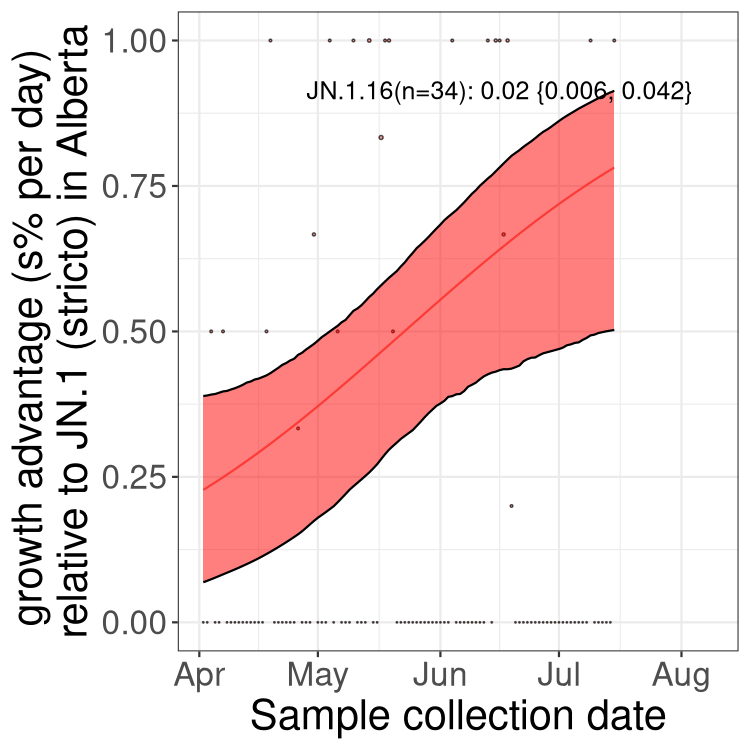 growth advantage (s% per day)
relative to JN.1 (stricto) in Alberta
1.00
0.75
0.50
0.25
0.00
JN.1.16(n=34): 0.02 {0.006, 0.042}
Apr May Jun Jul Aug
Sample collection date